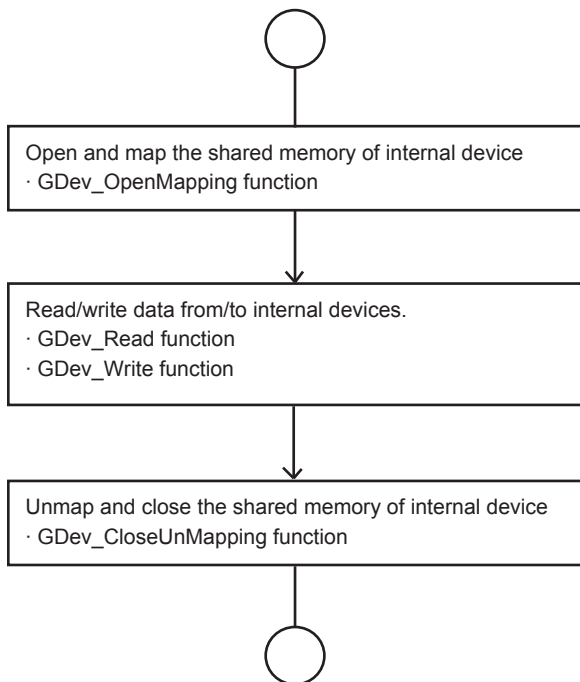 Open and map the shared memory of internal device
· GDev_OpenMapping function
Read/write data from/to internal devices.
· GDev_Read function
· GDev_Write function
Unmap and close the shared memory of internal device
· GDev_CloseUnMapping function